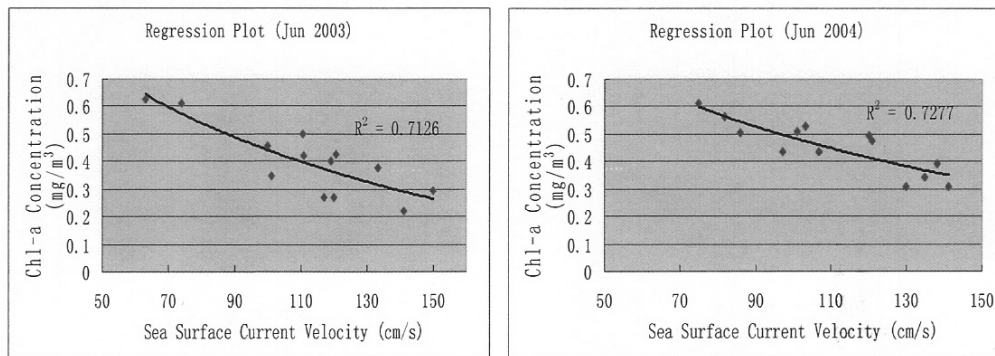 Regression Plot (Jun 2003)
Chl-a Concentration
(mg/m³)
0.7
0.6
0.5
0.4
0.3
0.2
0.1
0
R² = 0.7126
50 70 90 110 130 150
Sea Surface Current Velocity (cm/s)
Regression Plot (Jun 2004)
Chl-a Concentration
(mg/m³)
0.7
0.6
0.5
0.4
0.3
0.2
0.1
0
R² = 0.7277
50 70 90 110 130 150
Sea Surface Current Velocity (cm/s)